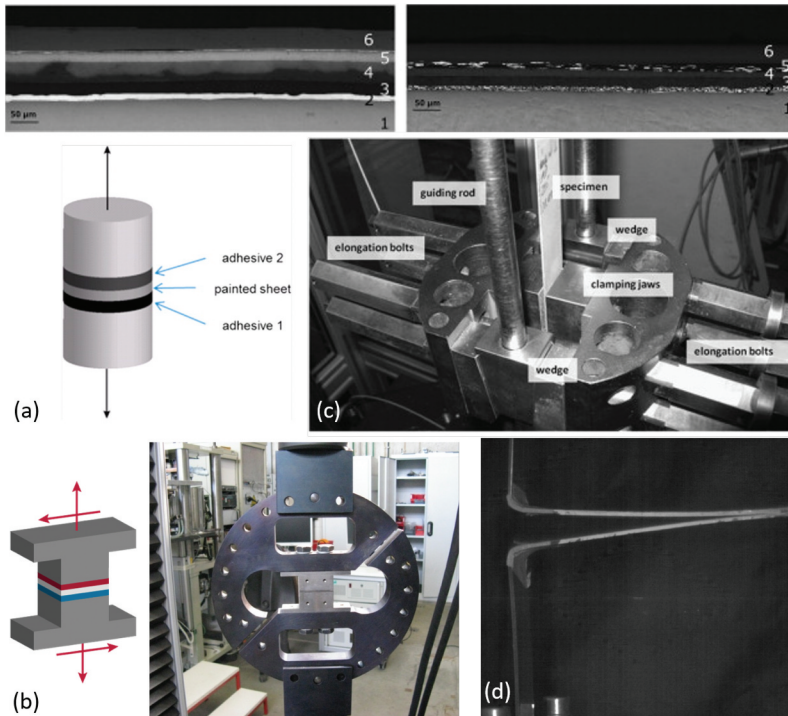 6
5
4
3
2
1
50 µm
6
5
4
3
2
1
50 µm
adhesive 2
painted sheet
adhesive 1
(a)
guiding rod
specimen
wedge
elongation bolts
clamping jaws
elongation bolts
wedge
(c)
(b)
(d)